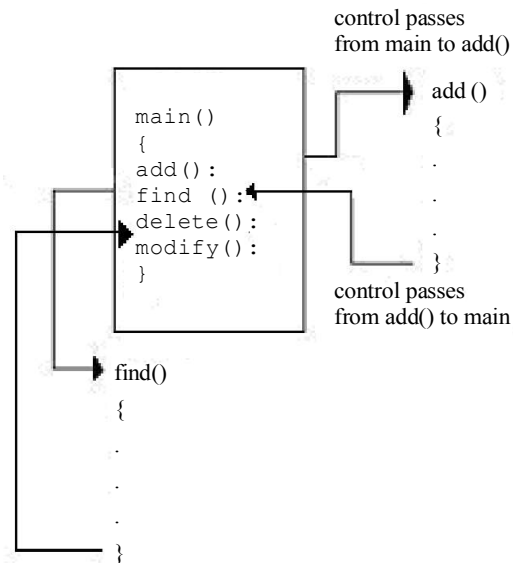 control passes
from main to add()
add ()
{
.
.
.
}
control passes
from add() to main
main()
{
add():
find ():
delete():
modify():
}
find()
{
.
.
.
}